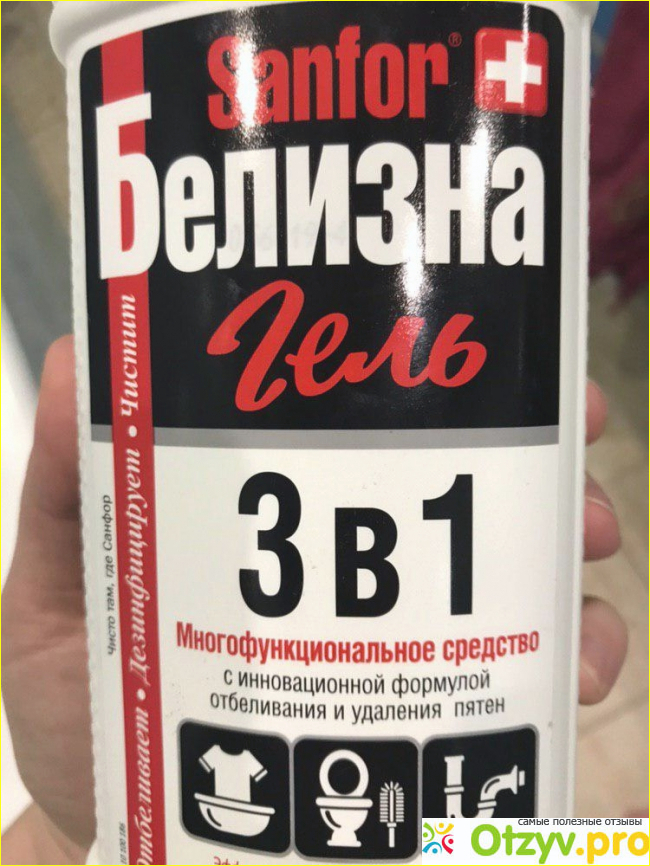 Sanfor®
Белизна
Гель
3 в 1
Многофункциональное средство
с инновационной формулой
отбеливания и удаления пятен
Отбеливает • Дезинфицирует • Чистит
Чисто там, где Санфор
самые полезные отзывы
Otzyv.pro